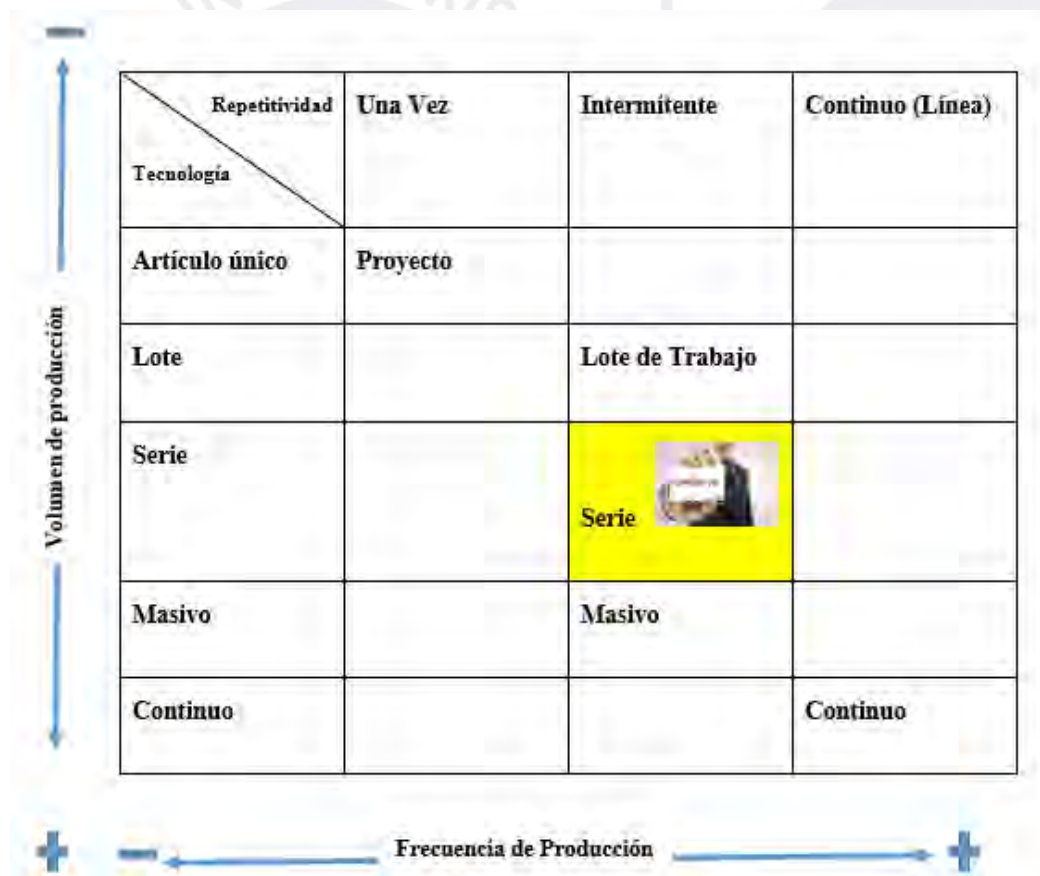 Repetitividad
Tecnología
Una Vez
Intermitente
Continuo (Línea)
Artículo único
Proyecto
Lote
Lote de Trabajo
Serie
Serie
Masivo
Masivo
Continuo
Continuo
Volumen de producción
Frecuencia de Producción